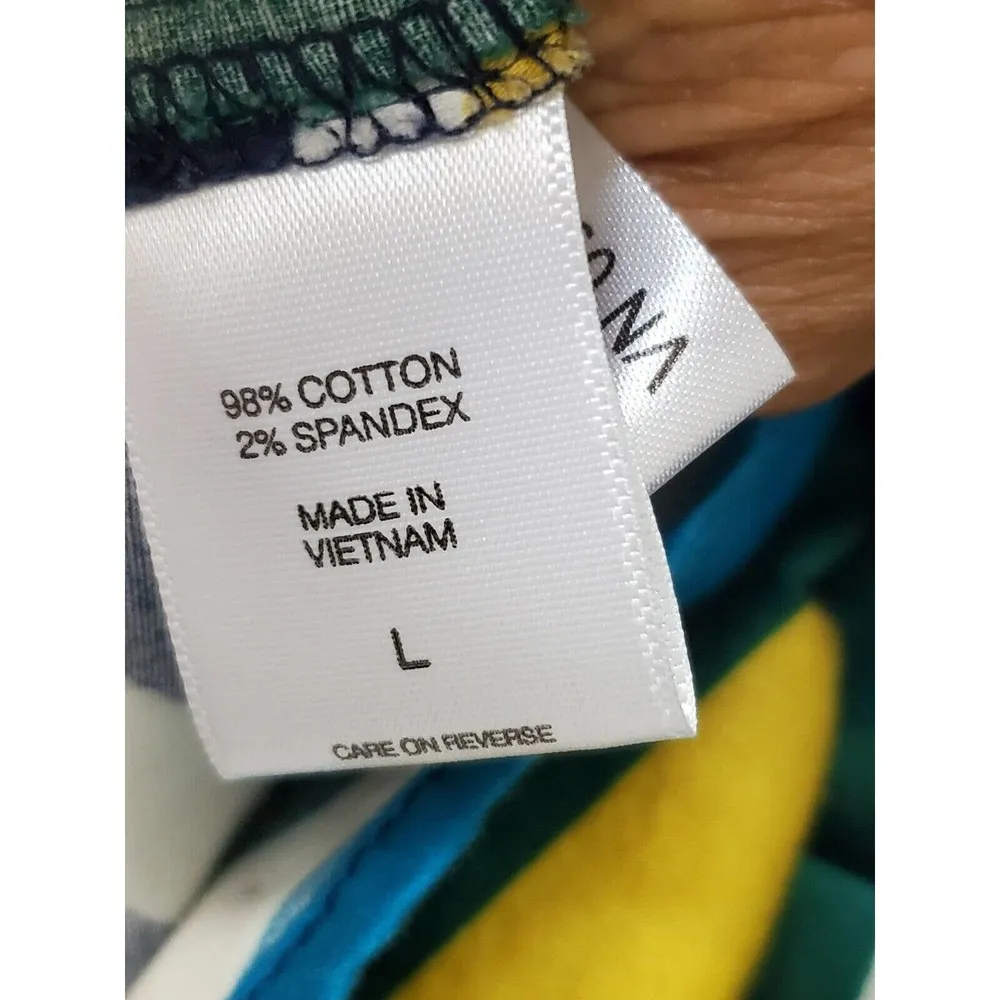 98% COTTON
2% SPANDEX
MADE IN
VIETNAM
L
CARE ON REVERSE